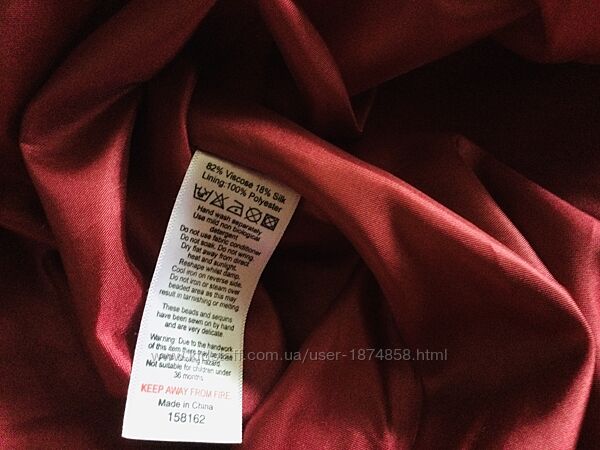 82% Viscose 18% Silk
Lining:100% Polyester
Hand wash separately
Use mild non biological
detergent
Do not use fabric conditioner
Do not soak. Do not wring.
Dry flat away from direct
heat and sunlight.
Reshape whilst damp.
Cool iron on reverse side.
Do not iron or steam over
beaded area as this may
result in tarnishing or melting
These beads and sequins
have been sewn on by hand
and are very delicate
Warning: Due to the handwork
of this item there may be loose
choking hazard.
Not suitable for children under
36 months
KEEP AWAY FROM FIRE.
Made in China
158162
.com.ua/user-1874858.html